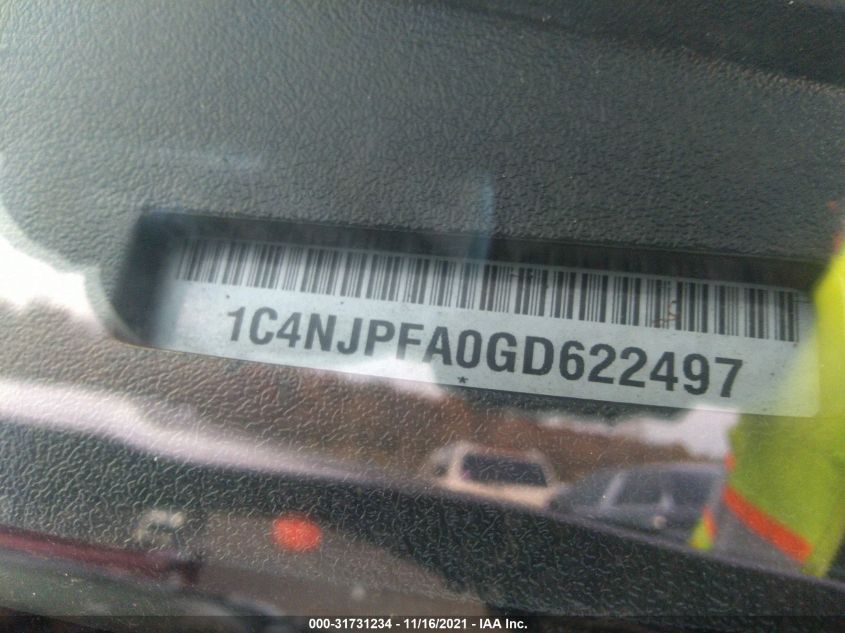 1C4NJPFA0GD622497
*
000-31731234 - 11/16/2021 - IAA Inc.